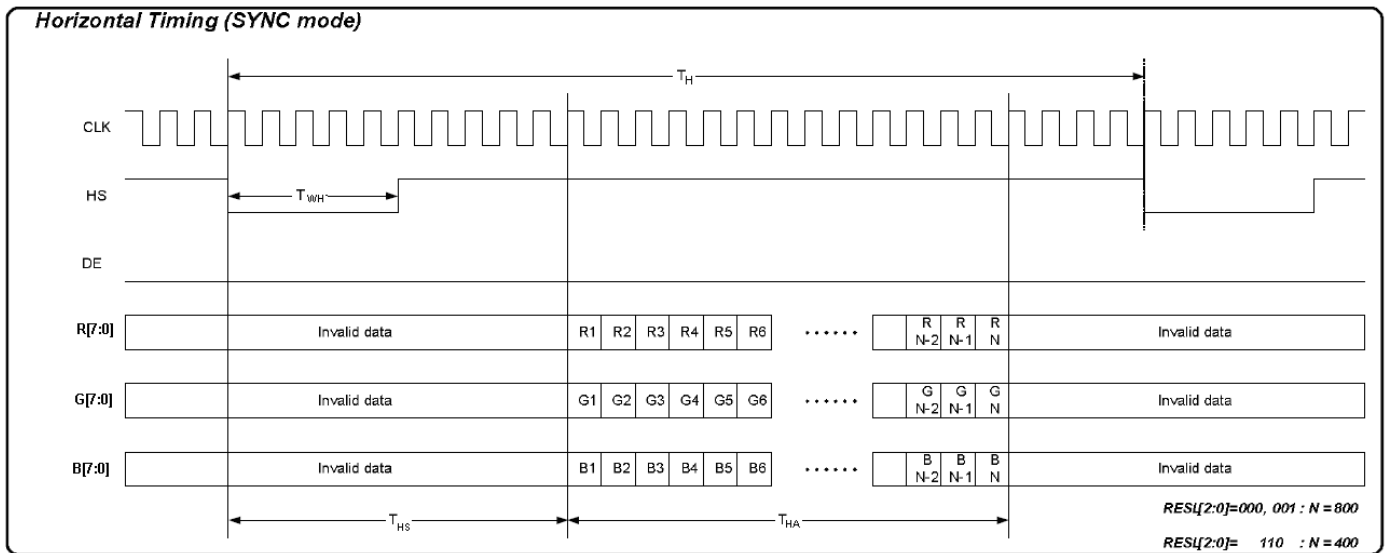 Horizontal Timing (SYNC mode)
TH
CLK
HS
TWH
DE
R[7:0] Invalid data R1 R2 R3 R4 R5 R6 ...... R N-2 R N-1 R N Invalid data
G[7:0] Invalid data G1 G2 G3 G4 G5 G6 ...... G N-2 G N-1 G N Invalid data
B[7:0] Invalid data B1 B2 B3 B4 B5 B6 ...... B N-2 B N-1 B N Invalid data
THS THA
RESL[2:0]=000, 001 : N = 800
RESL[2:0]= 110 : N = 400